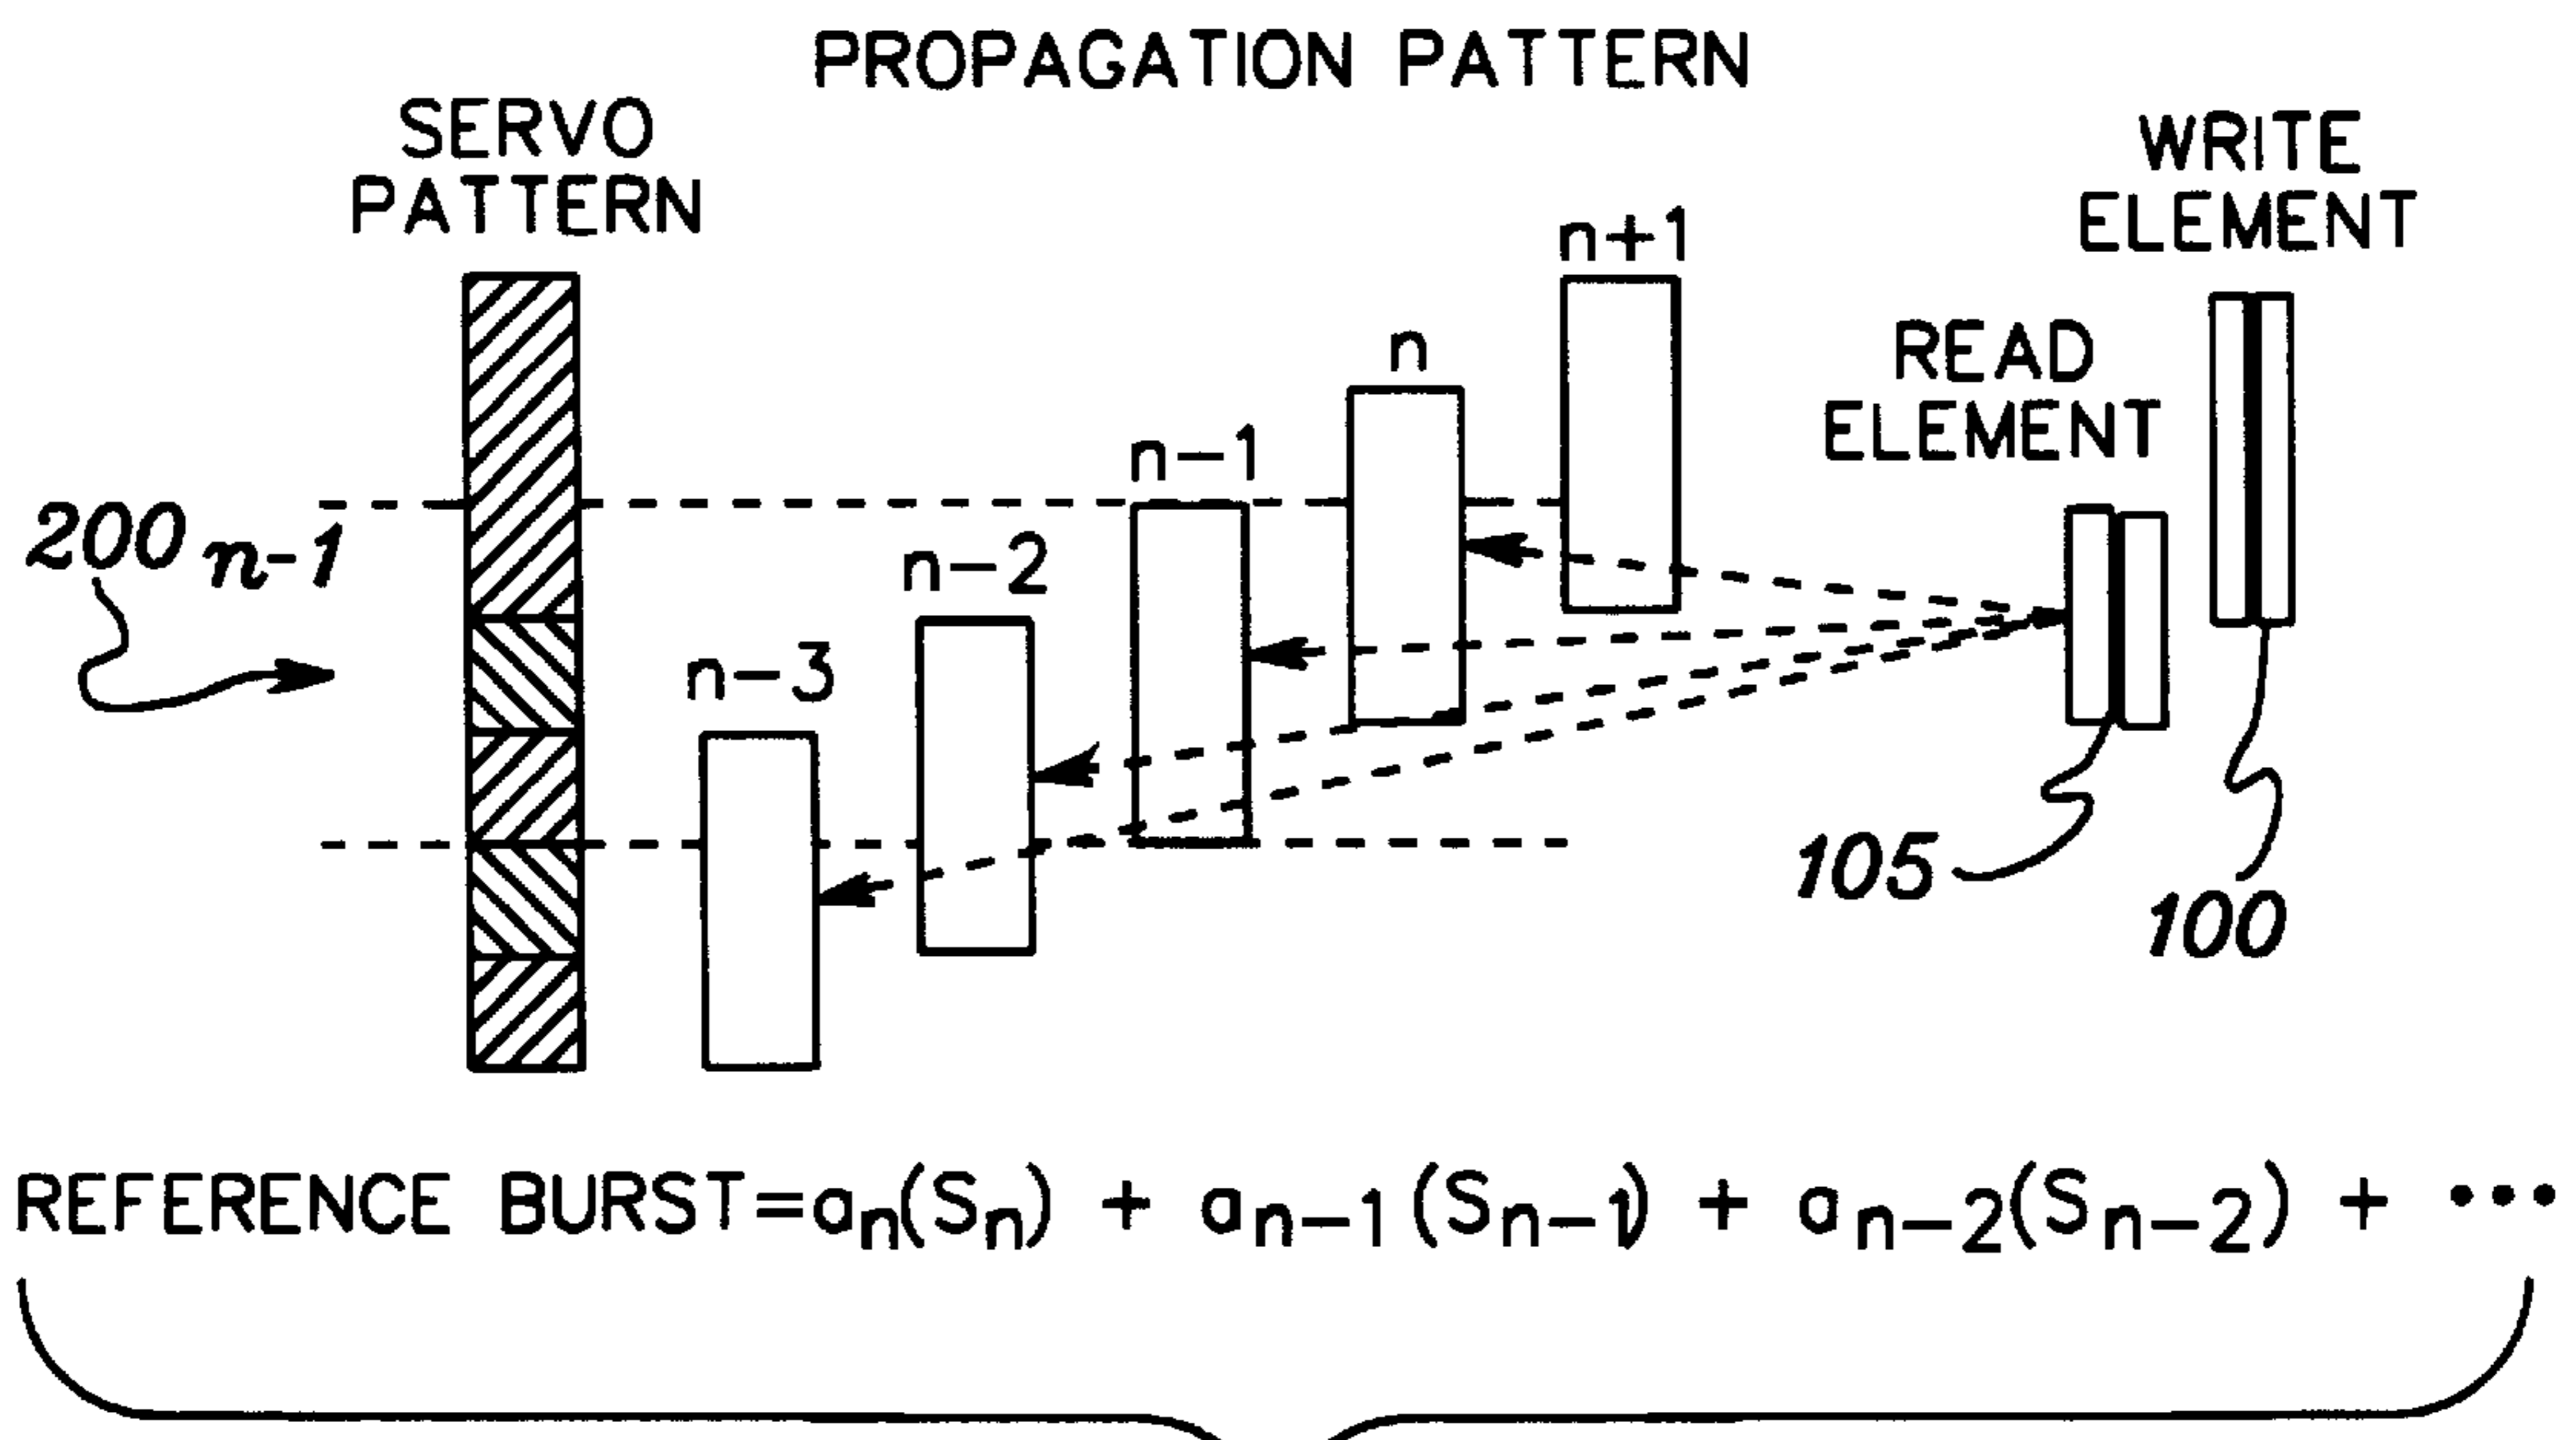 PROPAGATION PATTERN
SERVO
PATTERN
WRITE
ELEMENT
n+1
READ
ELEMENT
n
n-1
200 n-1
n-2
n-3
105
100
REFERENCE BURST=an(Sn) + an-1(Sn-1) + an-2(Sn-2) + •••